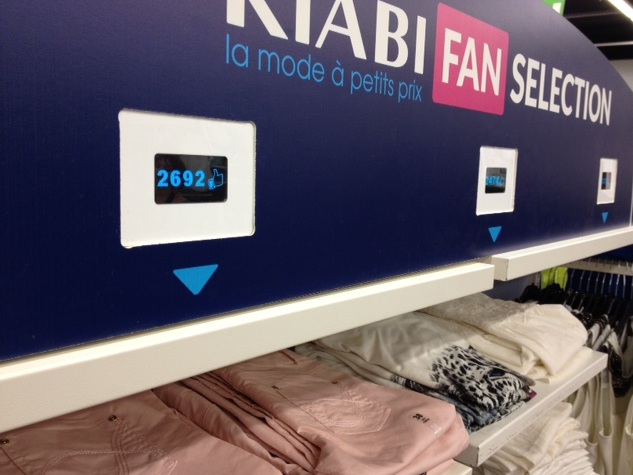 KIABI
la mode à petits prix
FAN
SELECTION
2692